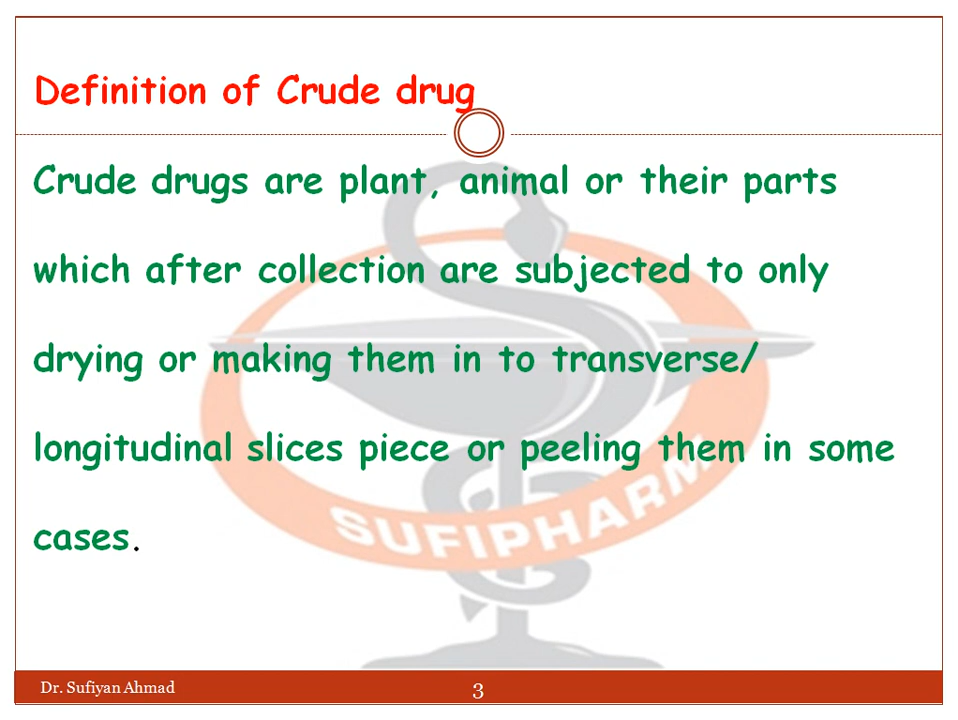 Definition of Crude drug
Crude drugs are plant, animal or their parts
which after collection are subjected to only
drying or making them in to transverse/
longitudinal slices piece or peeling them in some
cases.
SUFIPHARM
Dr. Sufiyan Ahmad
3